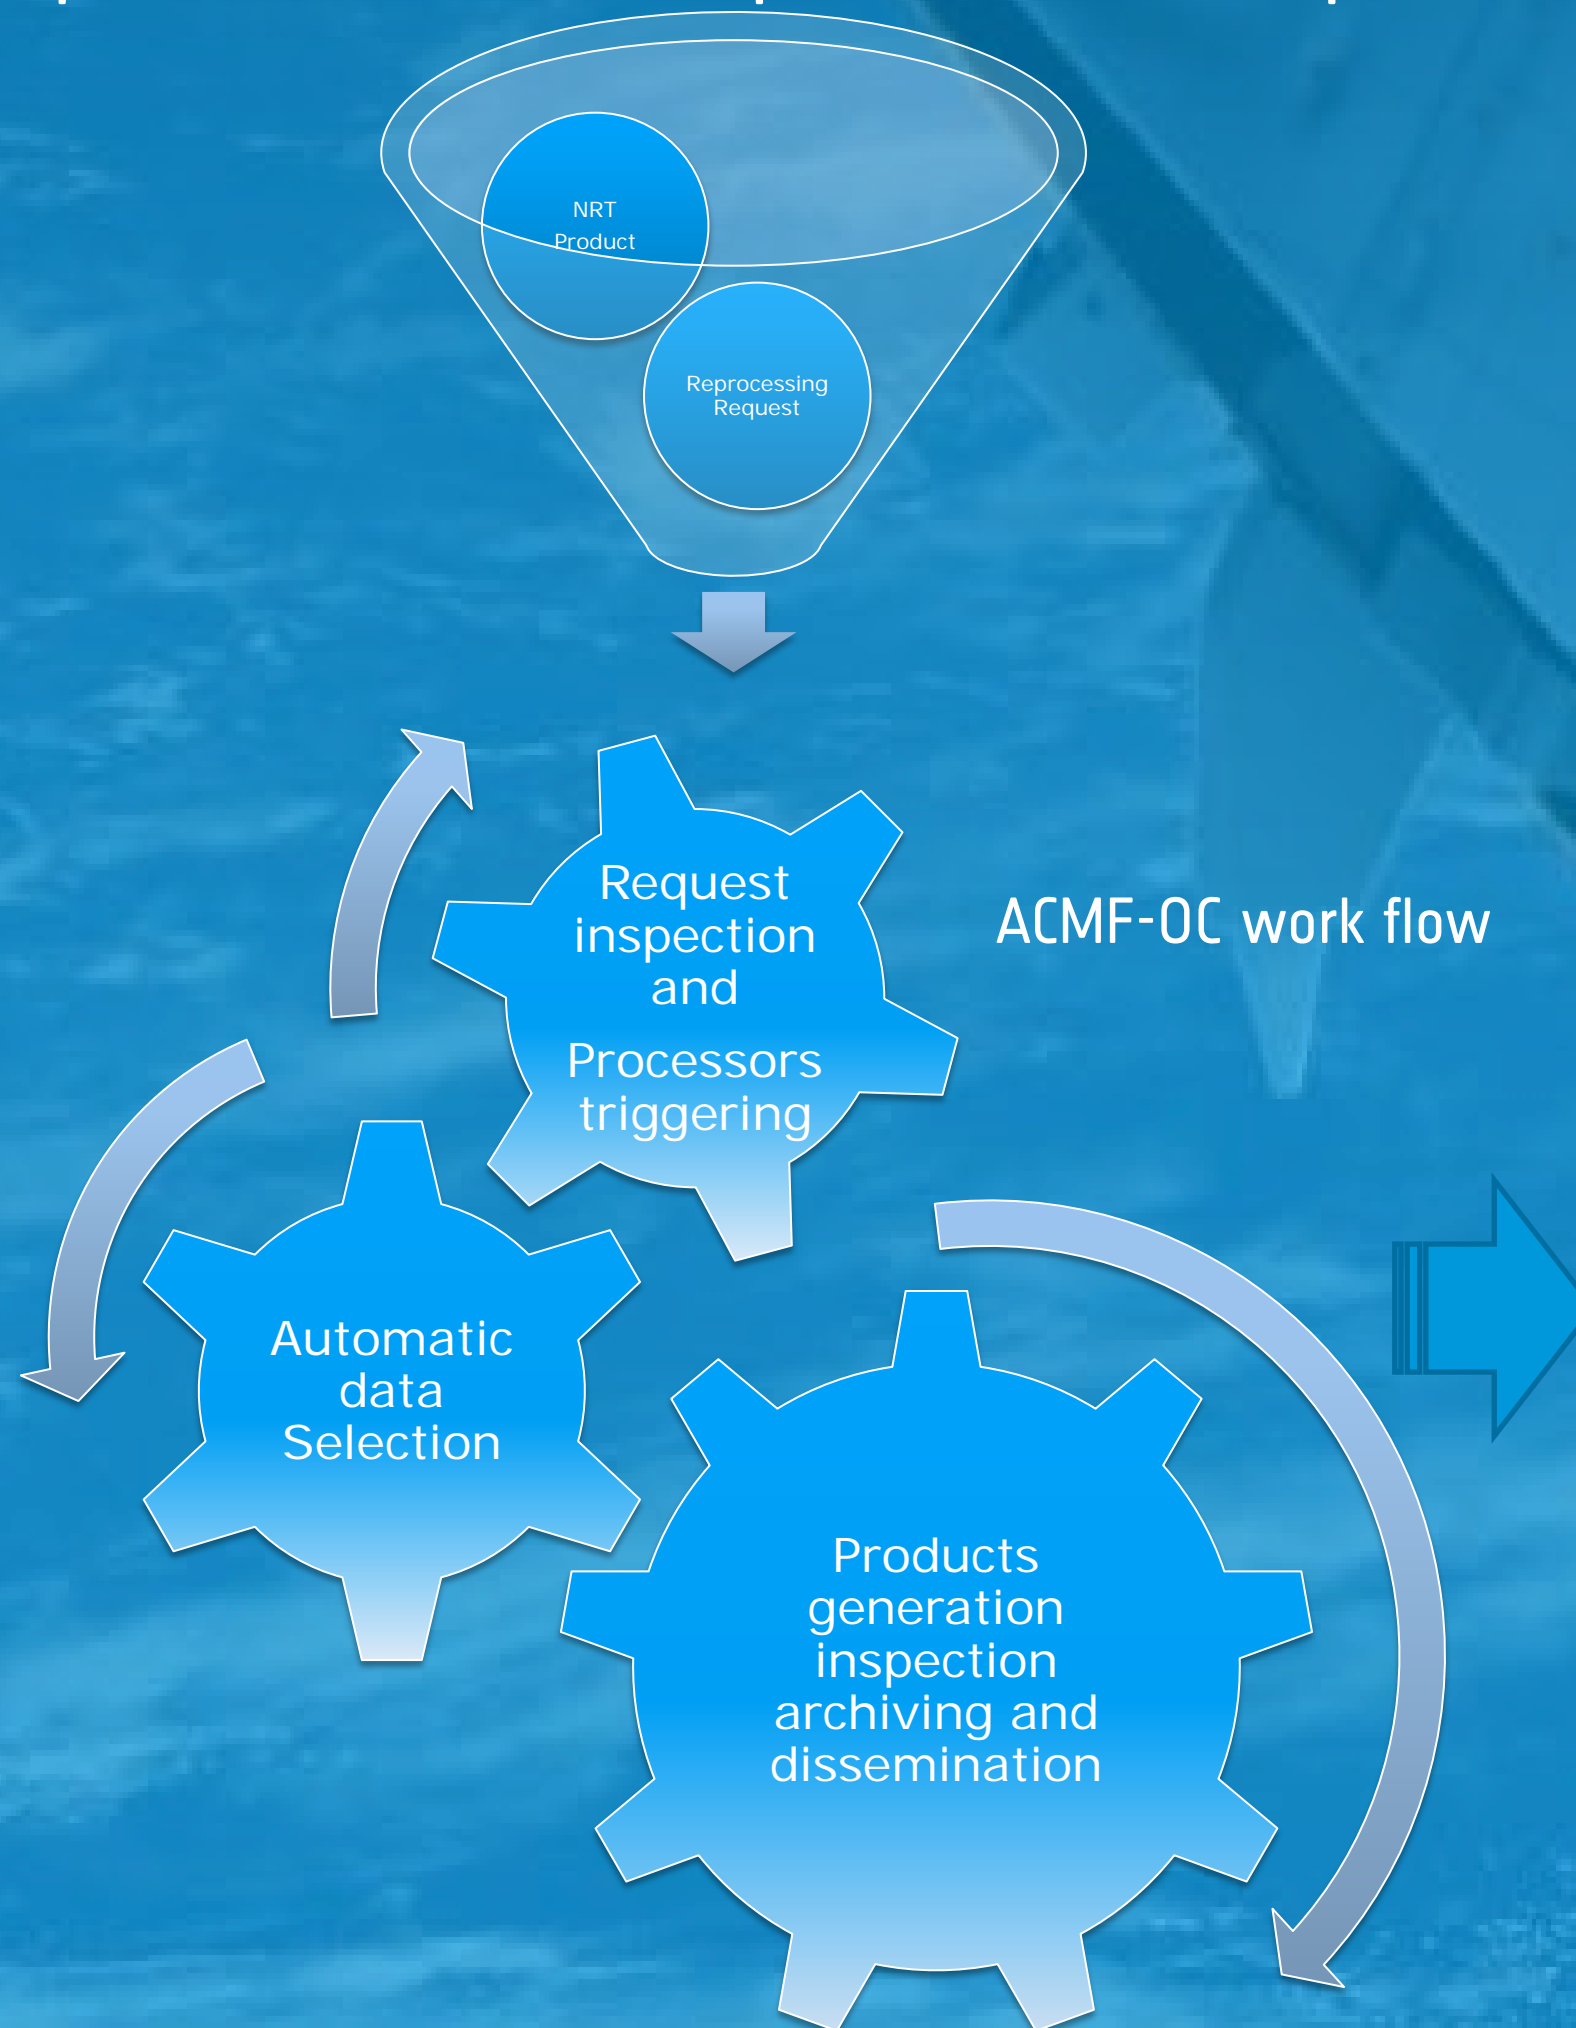 NRT
Product
Reprocessing
Request
Request
inspection
and
Processors
triggering
ACMF-OC work flow
Automatic
data
Selection
Products
generation
inspection
archiving and
dissemination